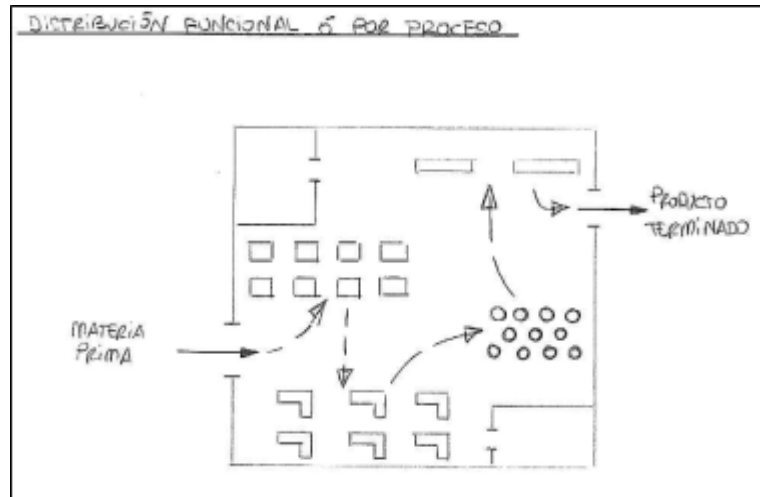 DISTRIBUCIÓN FUNCIONAL Ó POR PROCESO
PRODUCTO
TERMINADO
MATERIA
PRIMA